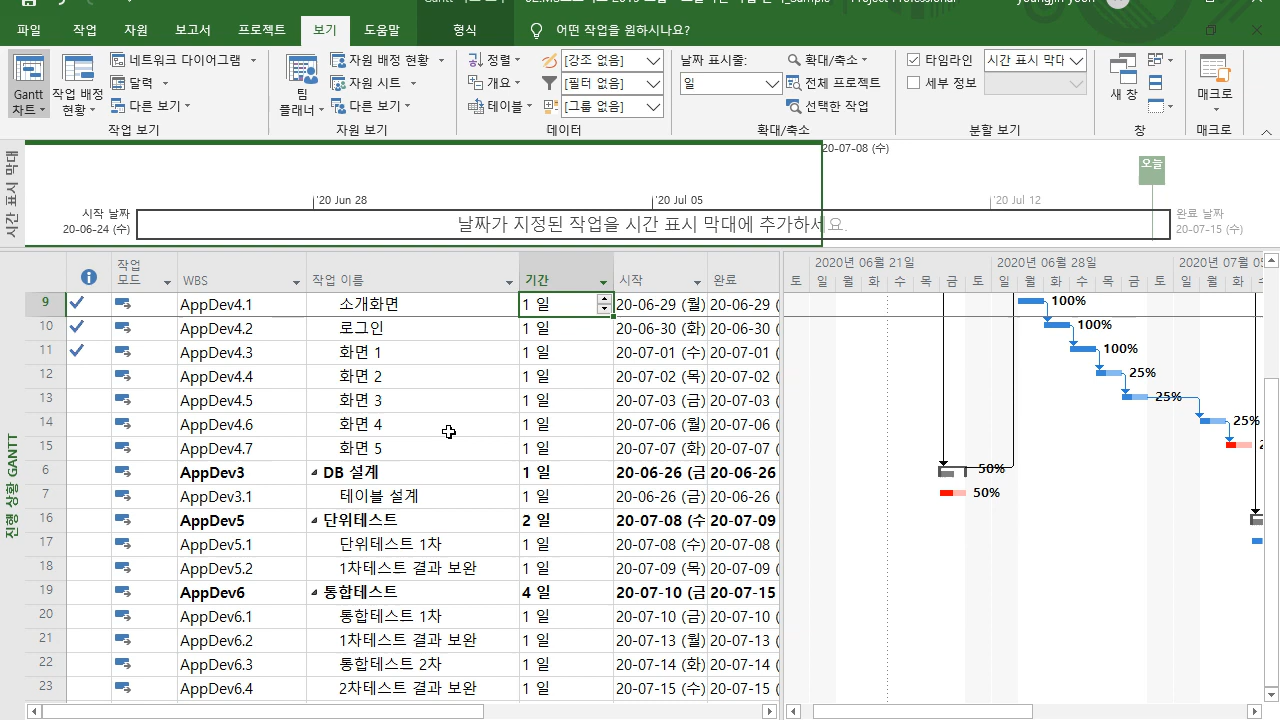 Project Professional
youngjin yoon
파일 작업 자원 보고서 프로젝트 보기 도움말 형식 어떤 작업을 원하시나요?
Gantt 차트
작업 배정 현황
네트워크 다이어그램
달력
다른 보기
작업 보기
팀 플래너
자원 배정 현황
자원 시트
다른 보기
자원 보기
정렬 [강조 없음]
개요 [필터 없음]
테이블 [그룹 없음]
데이터
날짜 표시줄:
일
확대/축소
전체 프로젝트
선택한 작업
확대/축소
타임라인 시간 표시 막대
세부 정보
분할 보기
새 창
창
매크로
매크로
시간 표시 막대
20-07-08 (수)
오늘
'20 Jun 28 '20 Jul 05 '20 Jul 12
시작 날짜
20-06-24 (수)
날짜가 지정된 작업을 시간 표시 막대에 추가하세요.
완료 날짜
20-07-15 (수)
진행 상황 GANTT
작업 모드 WBS 작업 이름 기간 시작 완료
2020년 06월 21일 2020년 06월 28일 2020년 07월
토 일 월 화 수 목 금 토 일 월 화 수 목 금 토 일 월 화
9 AppDev4.1 소개화면 1 일 20-06-29 (월) 20-06-29 ( 100%
10 AppDev4.2 로그인 1 일 20-06-30 (화) 20-06-30 ( 100%
11 AppDev4.3 화면 1 1 일 20-07-01 (수) 20-07-01 ( 100%
12 AppDev4.4 화면 2 1 일 20-07-02 (목) 20-07-02 ( 25%
13 AppDev4.5 화면 3 1 일 20-07-03 (금) 20-07-03 ( 25%
14 AppDev4.6 화면 4 1 일 20-07-06 (월) 20-07-06 ( 25%
15 AppDev4.7 화면 5 1 일 20-07-07 (화) 20-07-07 (
6 AppDev3 DB 설계 1 일 20-06-26 (금 20-06-26 50%
7 AppDev3.1 테이블 설계 1 일 20-06-26 (금) 20-06-26 ( 50%
16 AppDev5 단위테스트 2 일 20-07-08 (수 20-07-09
17 AppDev5.1 단위테스트 1차 1 일 20-07-08 (수) 20-07-08 (
18 AppDev5.2 1차테스트 결과 보완 1 일 20-07-09 (목) 20-07-09 (
19 AppDev6 통합테스트 4 일 20-07-10 (금 20-07-15
20 AppDev6.1 통합테스트 1차 1 일 20-07-10 (금) 20-07-10 (
21 AppDev6.2 1차테스트 결과 보완 1 일 20-07-13 (월) 20-07-13 (
22 AppDev6.3 통합테스트 2차 1 일 20-07-14 (화) 20-07-14 (
23 AppDev6.4 2차테스트 결과 보완 1 일 20-07-15 (수) 20-07-15 (